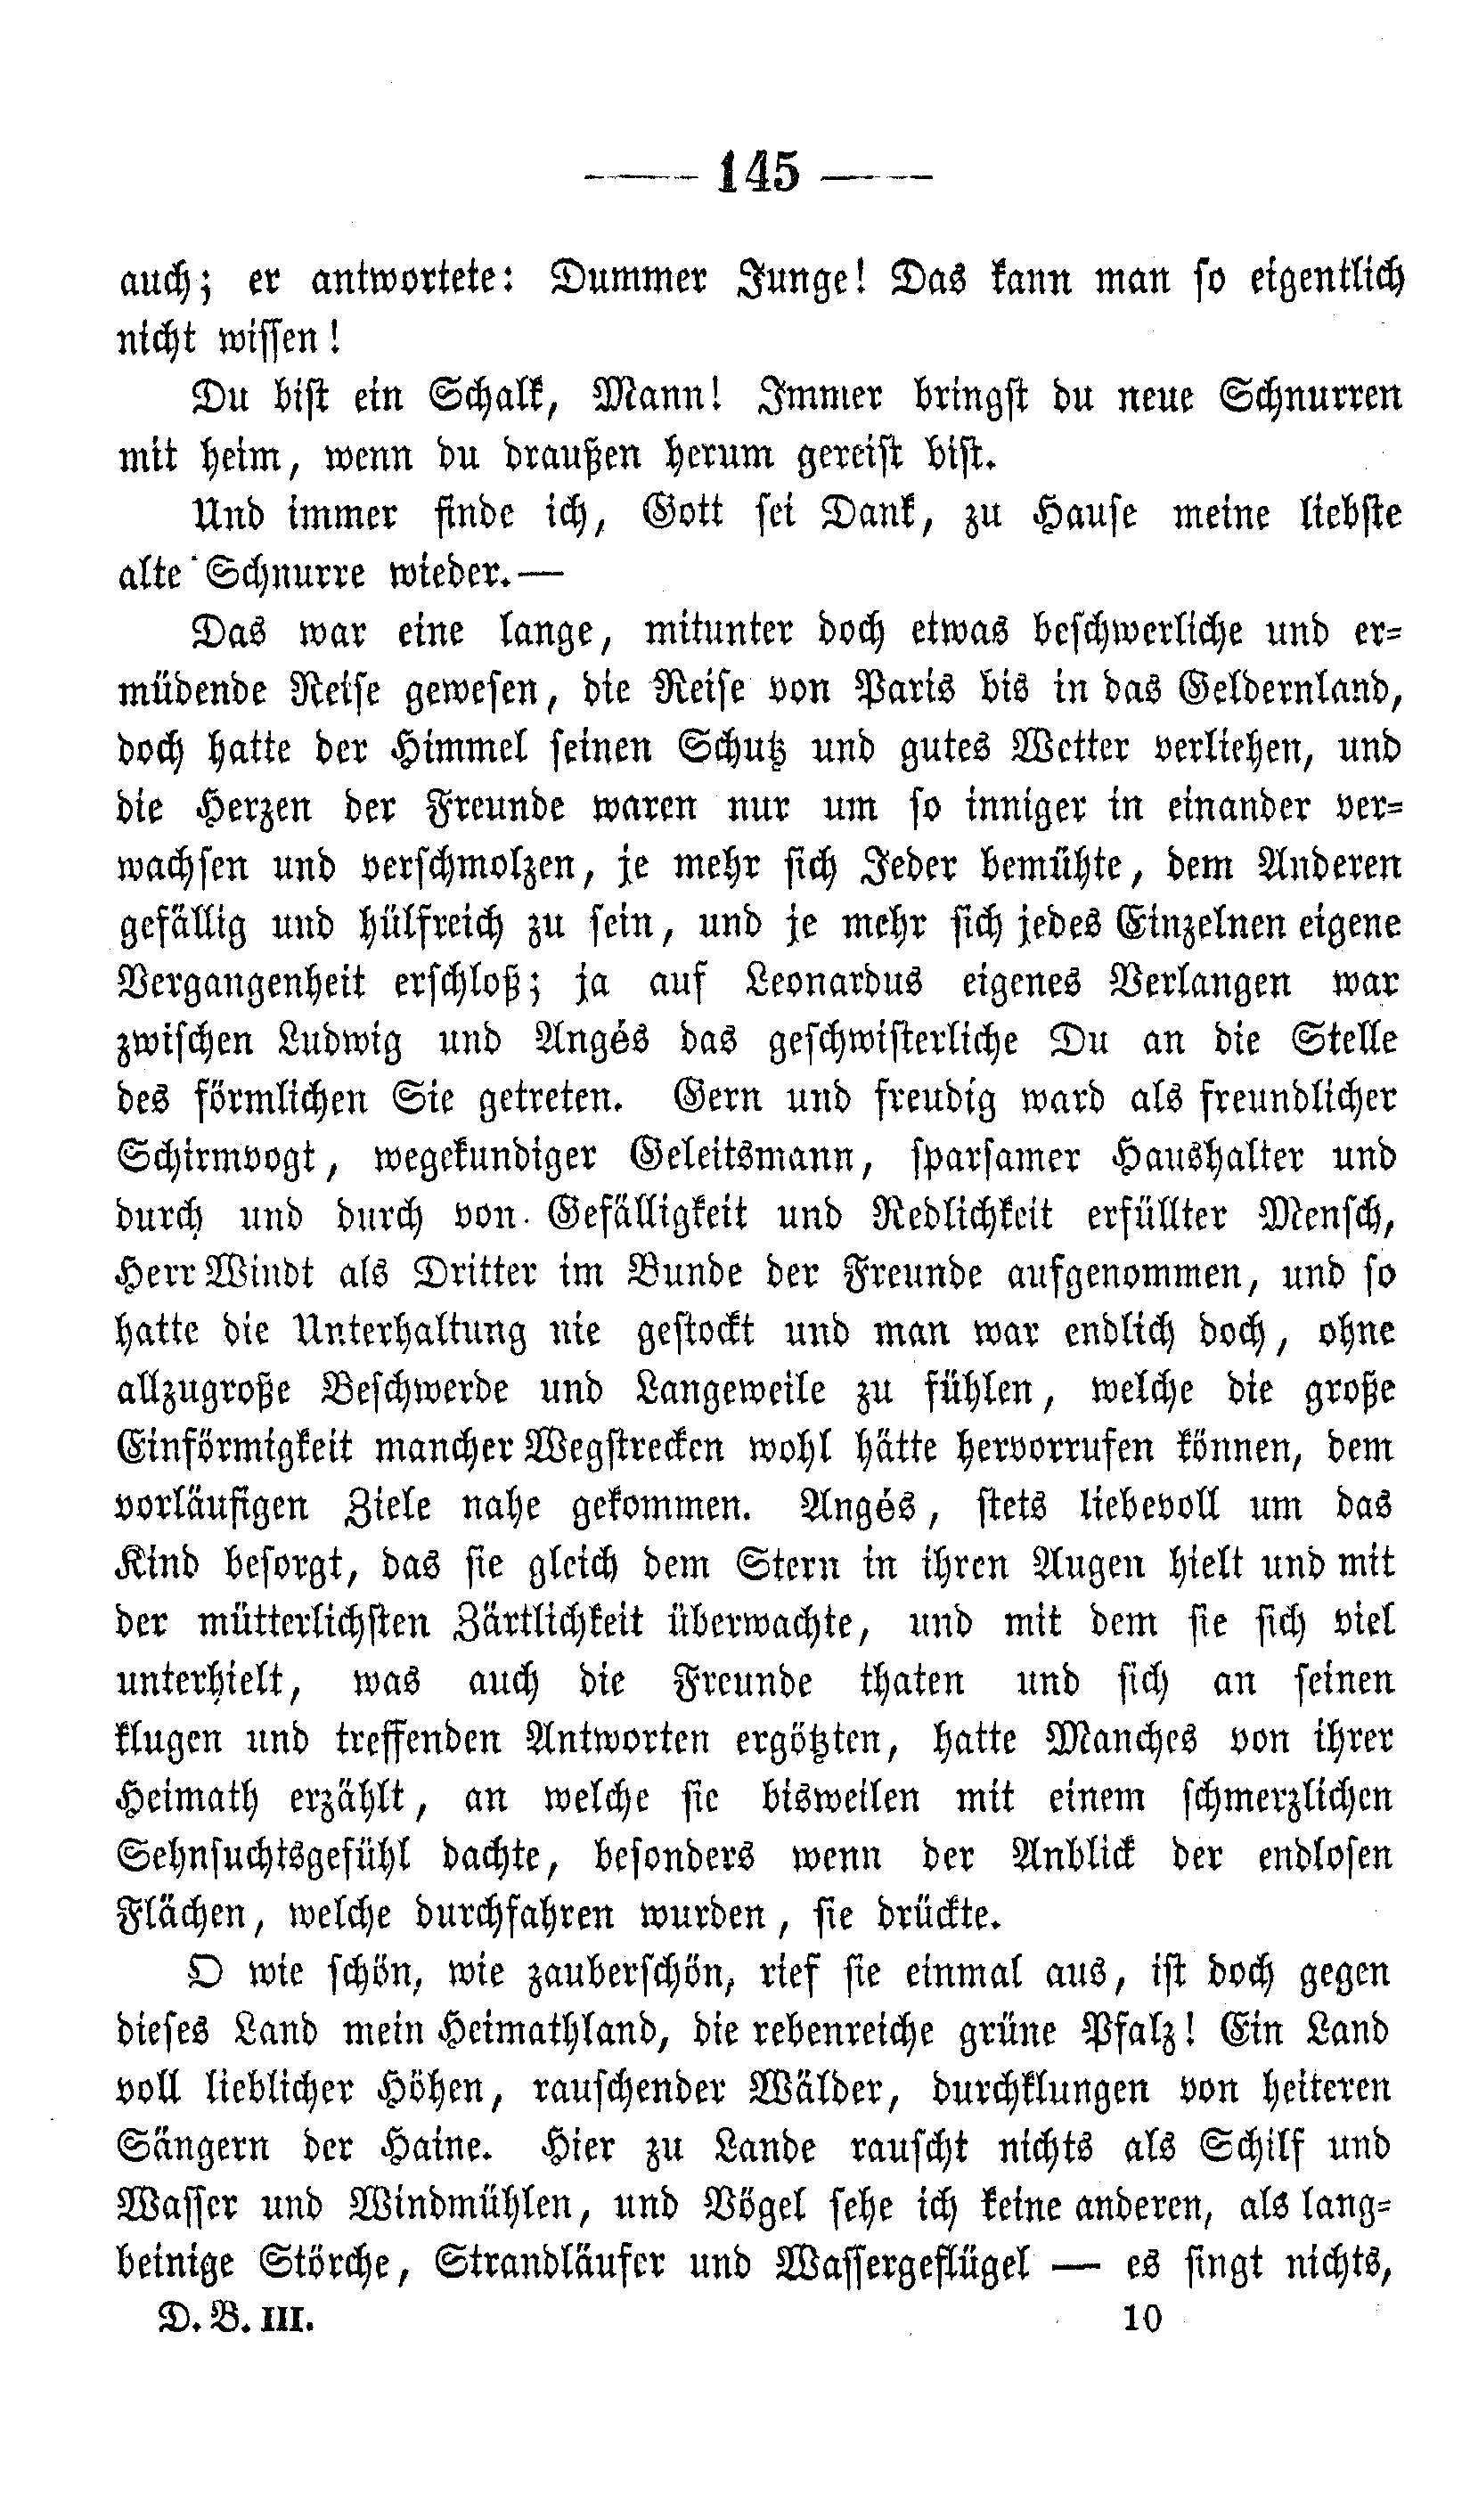 — 145 —
auch; er antwortete: Dummer Junge! Das kann man so eigentlich
nicht wissen!
Du bist ein Schalk, Mann! Immer bringst du neue Schnurren
mit heim, wenn du draußen herum gereist bist.
Und immer finde ich, Gott sei Dank, zu Hause meine liebste
alte Schnurre wieder.—
Das war eine lange, mitunter doch etwas beschwerliche und er=
müdende Reise gewesen, die Reise von Paris bis in das Geldernland,
doch hatte der Himmel seinen Schutz und gutes Wetter verliehen, und
die Herzen der Freunde waren nur um so inniger in einander ver=
wachsen und verschmolzen, je mehr sich Jeder bemühte, dem Anderen
gefällig und hülfreich zu sein, und je mehr sich jedes Einzelnen eigene
Vergangenheit erschloß; ja auf Leonardus eigenes Verlangen war
zwischen Ludwig und Angés das geschwisterliche Du an die Stelle
des förmlichen Sie getreten. Gern und freudig ward als freundlicher
Schirmvogt, wegekundiger Geleitsmann, sparsamer Haushalter und
durch und durch von Gefälligkeit und Redlichkeit erfüllter Mensch,
Herr Windt als Dritter im Bunde der Freunde aufgenommen, und so
hatte die Unterhaltung nie gestockt und man war endlich doch, ohne
allzugroße Beschwerde und Langeweile zu fühlen, welche die große
Einförmigkeit mancher Wegstrecken wohl hätte hervorrufen können, dem
vorläufigen Ziele nahe gekommen. Angés, stets liebevoll um das
Kind besorgt, das sie gleich dem Stern in ihren Augen hielt und mit
der mütterlichsten Zärtlichkeit überwachte, und mit dem sie sich viel
unterhielt, was auch die Freunde thaten und sich an seinen
klugen und treffenden Antworten ergötzten, hatte Manches von ihrer
Heimath erzählt, an welche sie bisweilen mit einem schmerzlichen
Sehnsuchtsgefühl dachte, besonders wenn der Anblick der endlosen
Flächen, welche durchfahren wurden, sie drückte.
O wie schön, wie zauberschön, rief sie einmal aus, ist doch gegen
dieses Land mein Heimathland, die rebenreiche grüne Pfalz! Ein Land
voll lieblicher Höhen, rauschender Wälder, durchklungen von heiteren
Sängern der Haine. Hier zu Lande rauscht nichts als Schilf und
Wasser und Windmühlen, und Vögel sehe ich keine anderen, als lang=
beinige Störche, Strandläufer und Wassergeflügel — es singt nichts,
D. B. III. 10